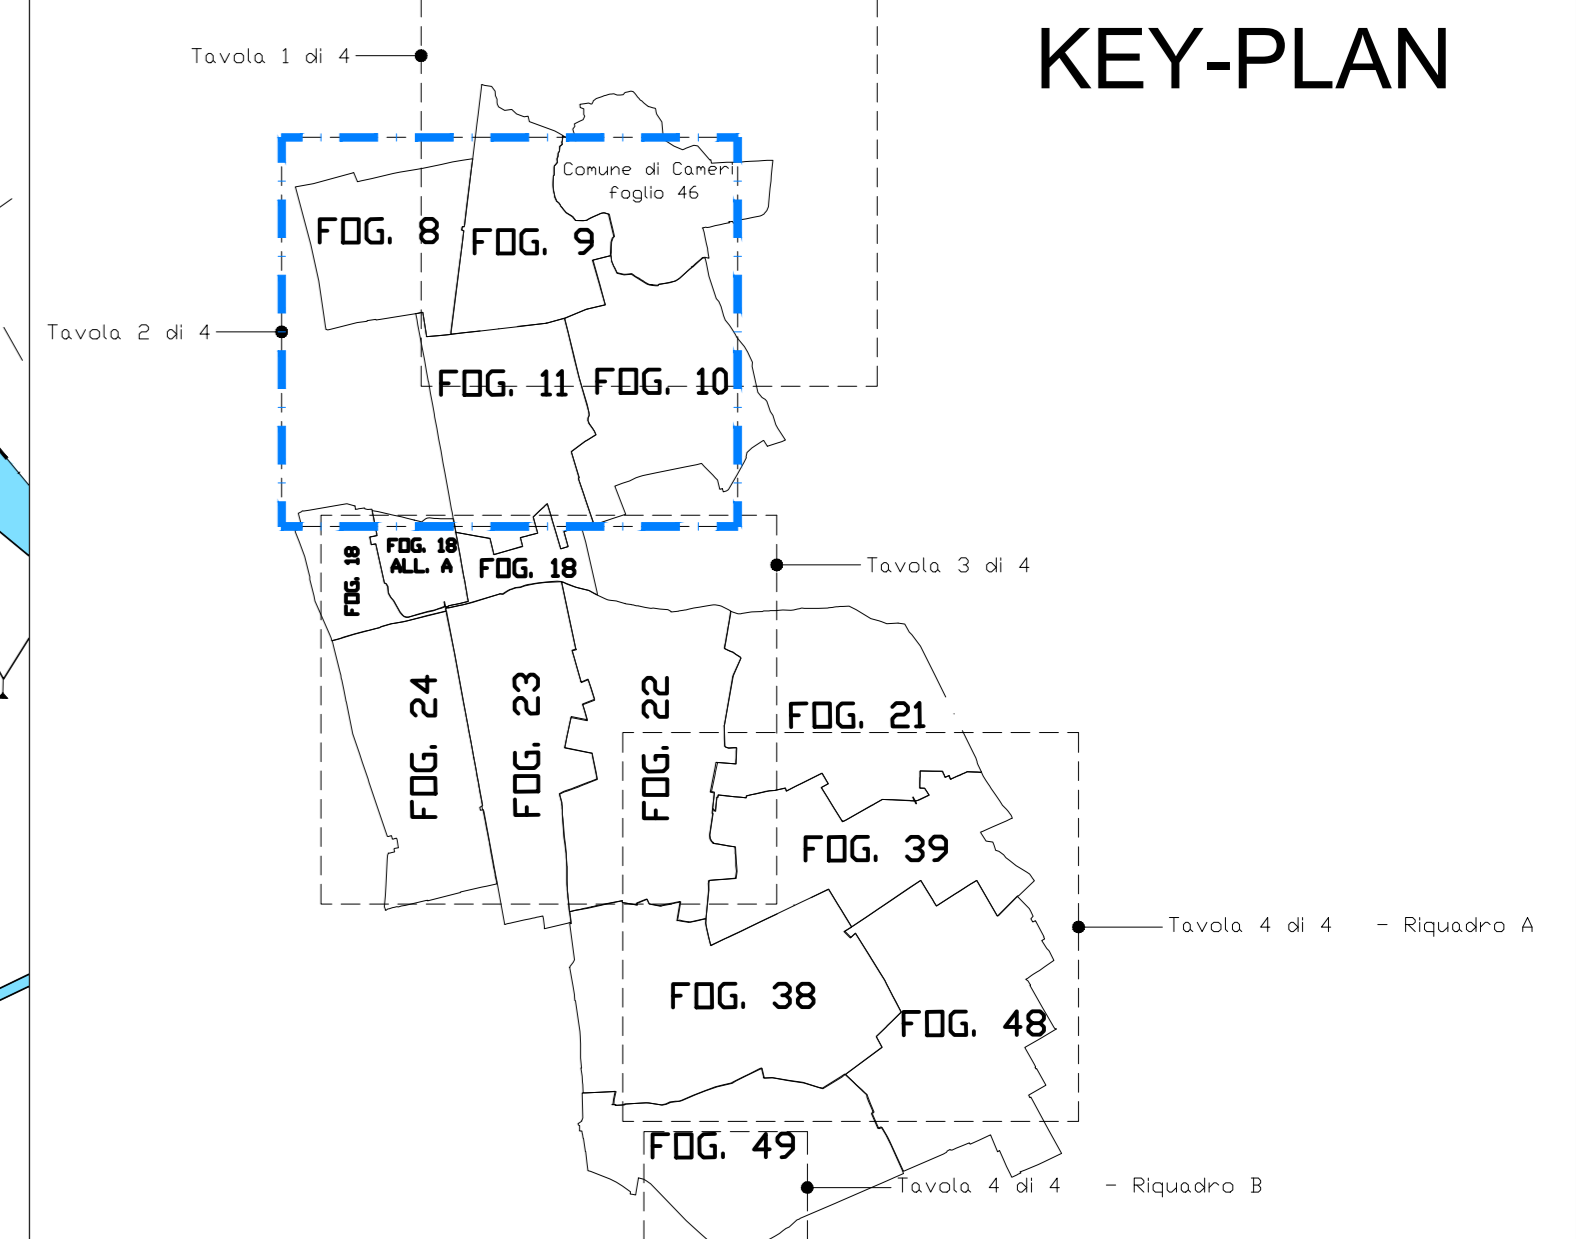 KEY-PLAN
Tavola 1 di 4
Comune di Cameri
foglio 46
FOG. 8
FOG. 9
Tavola 2 di 4
FOG. 11
FOG. 10
FOG. 18
FOG. 18
ALL. A
FOG. 18
Tavola 3 di 4
FOG. 24
FOG. 23
FOG. 22
FOG. 21
FOG. 39
Tavola 4 di 4 - Riquadro A
FOG. 38
FOG. 48
FOG. 49
Tavola 4 di 4 - Riquadro B